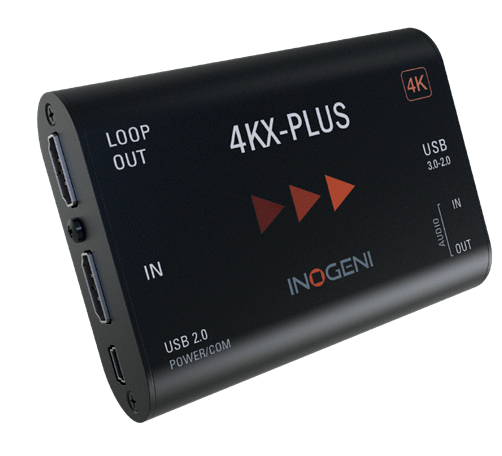 LOOP
OUT
4KX-PLUS
4K
USB
3.0-2.0
IN
AUDIO
IN
OUT
INOGENI
USB 2.0
POWER/COM